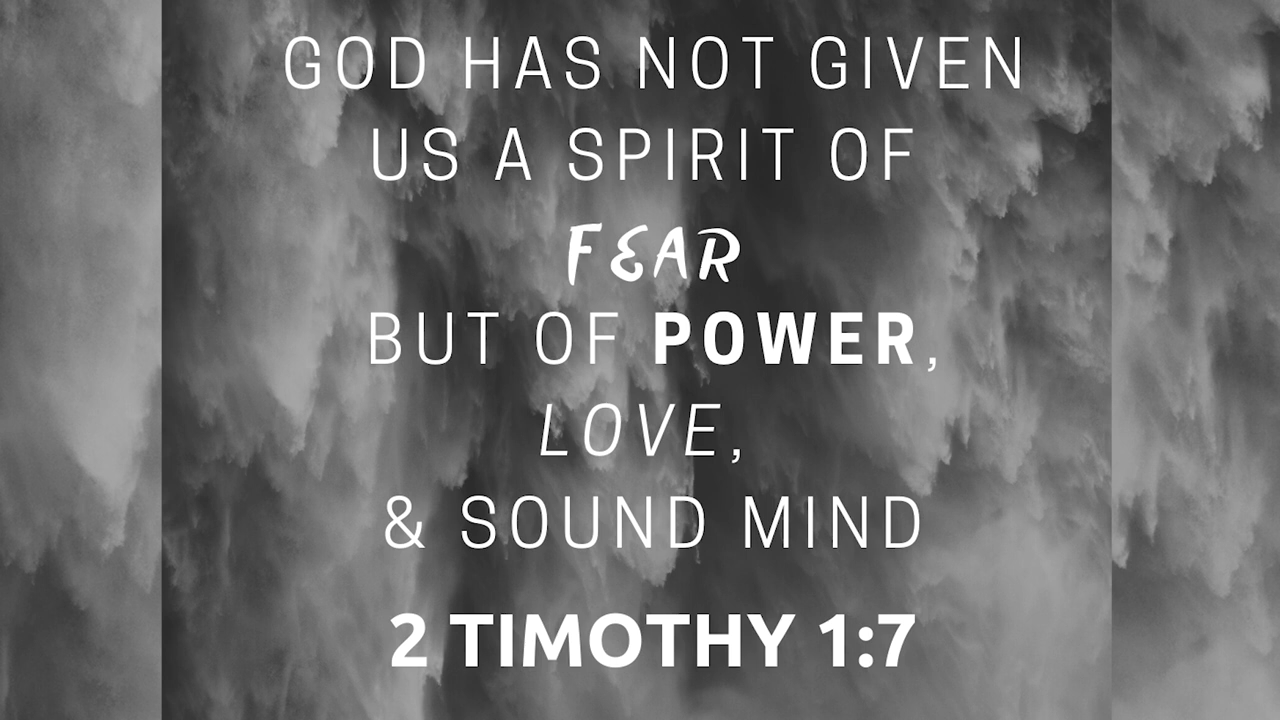 GOD HAS NOT GIVEN
US A SPIRIT OF
FEAR
BUT OF POWER,
LOVE,
& SOUND MIND
2 TIMOTHY 1:7